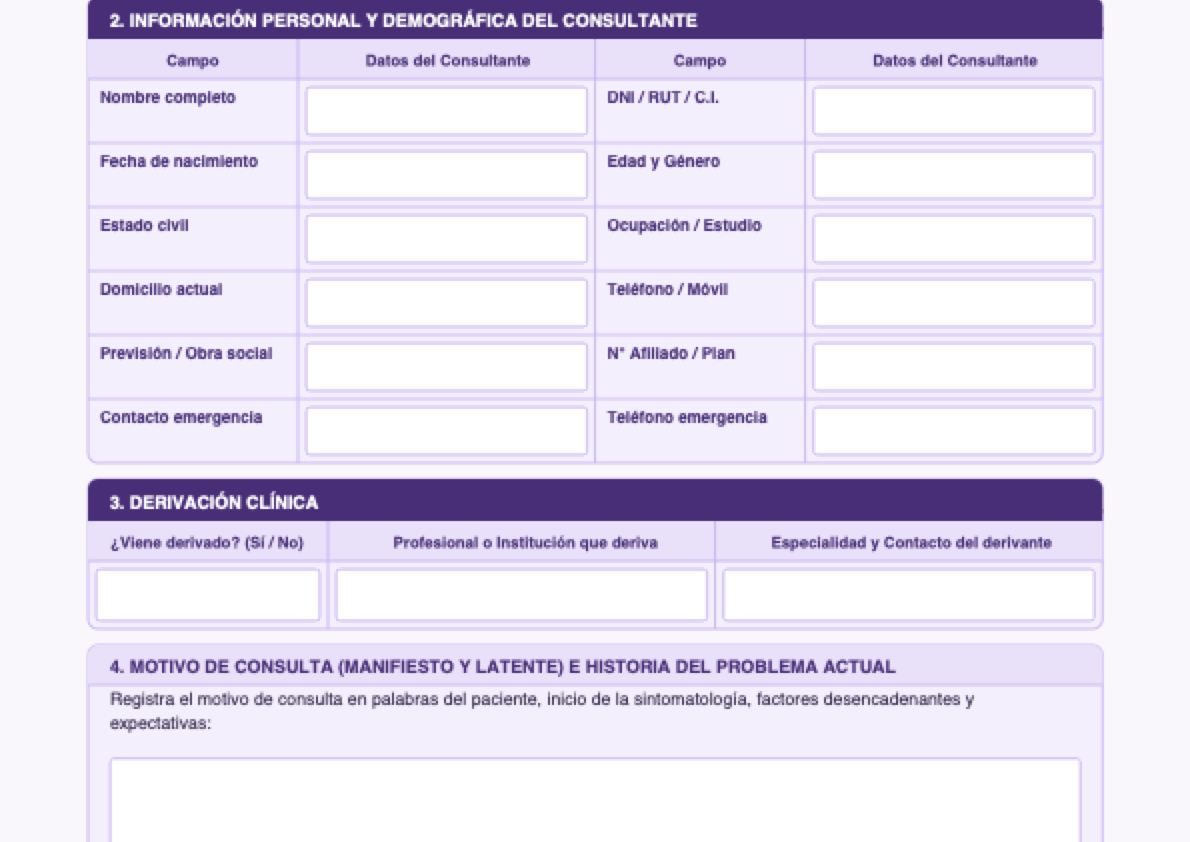 2. INFORMACIÓN PERSONAL Y DEMOGRÁFICA DEL CONSULTANTE
Campo Datos del Consultante Campo Datos del Consultante
Nombre completo DNI / RUT / C.I.
Fecha de nacimiento Edad y Género
Estado civil Ocupación / Estudio
Domicilio actual Teléfono / Móvil
Previsión / Obra social N° Afiliado / Plan
Contacto emergencia Teléfono emergencia
3. DERIVACIÓN CLÍNICA
¿Viene derivado? (Sí / No) Profesional o Institución que deriva Especialidad y Contacto del derivante
4. MOTIVO DE CONSULTA (MANIFIESTO Y LATENTE) E HISTORIA DEL PROBLEMA ACTUAL
Registra el motivo de consulta en palabras del paciente, inicio de la sintomatología, factores desencadenantes y
expectativas: